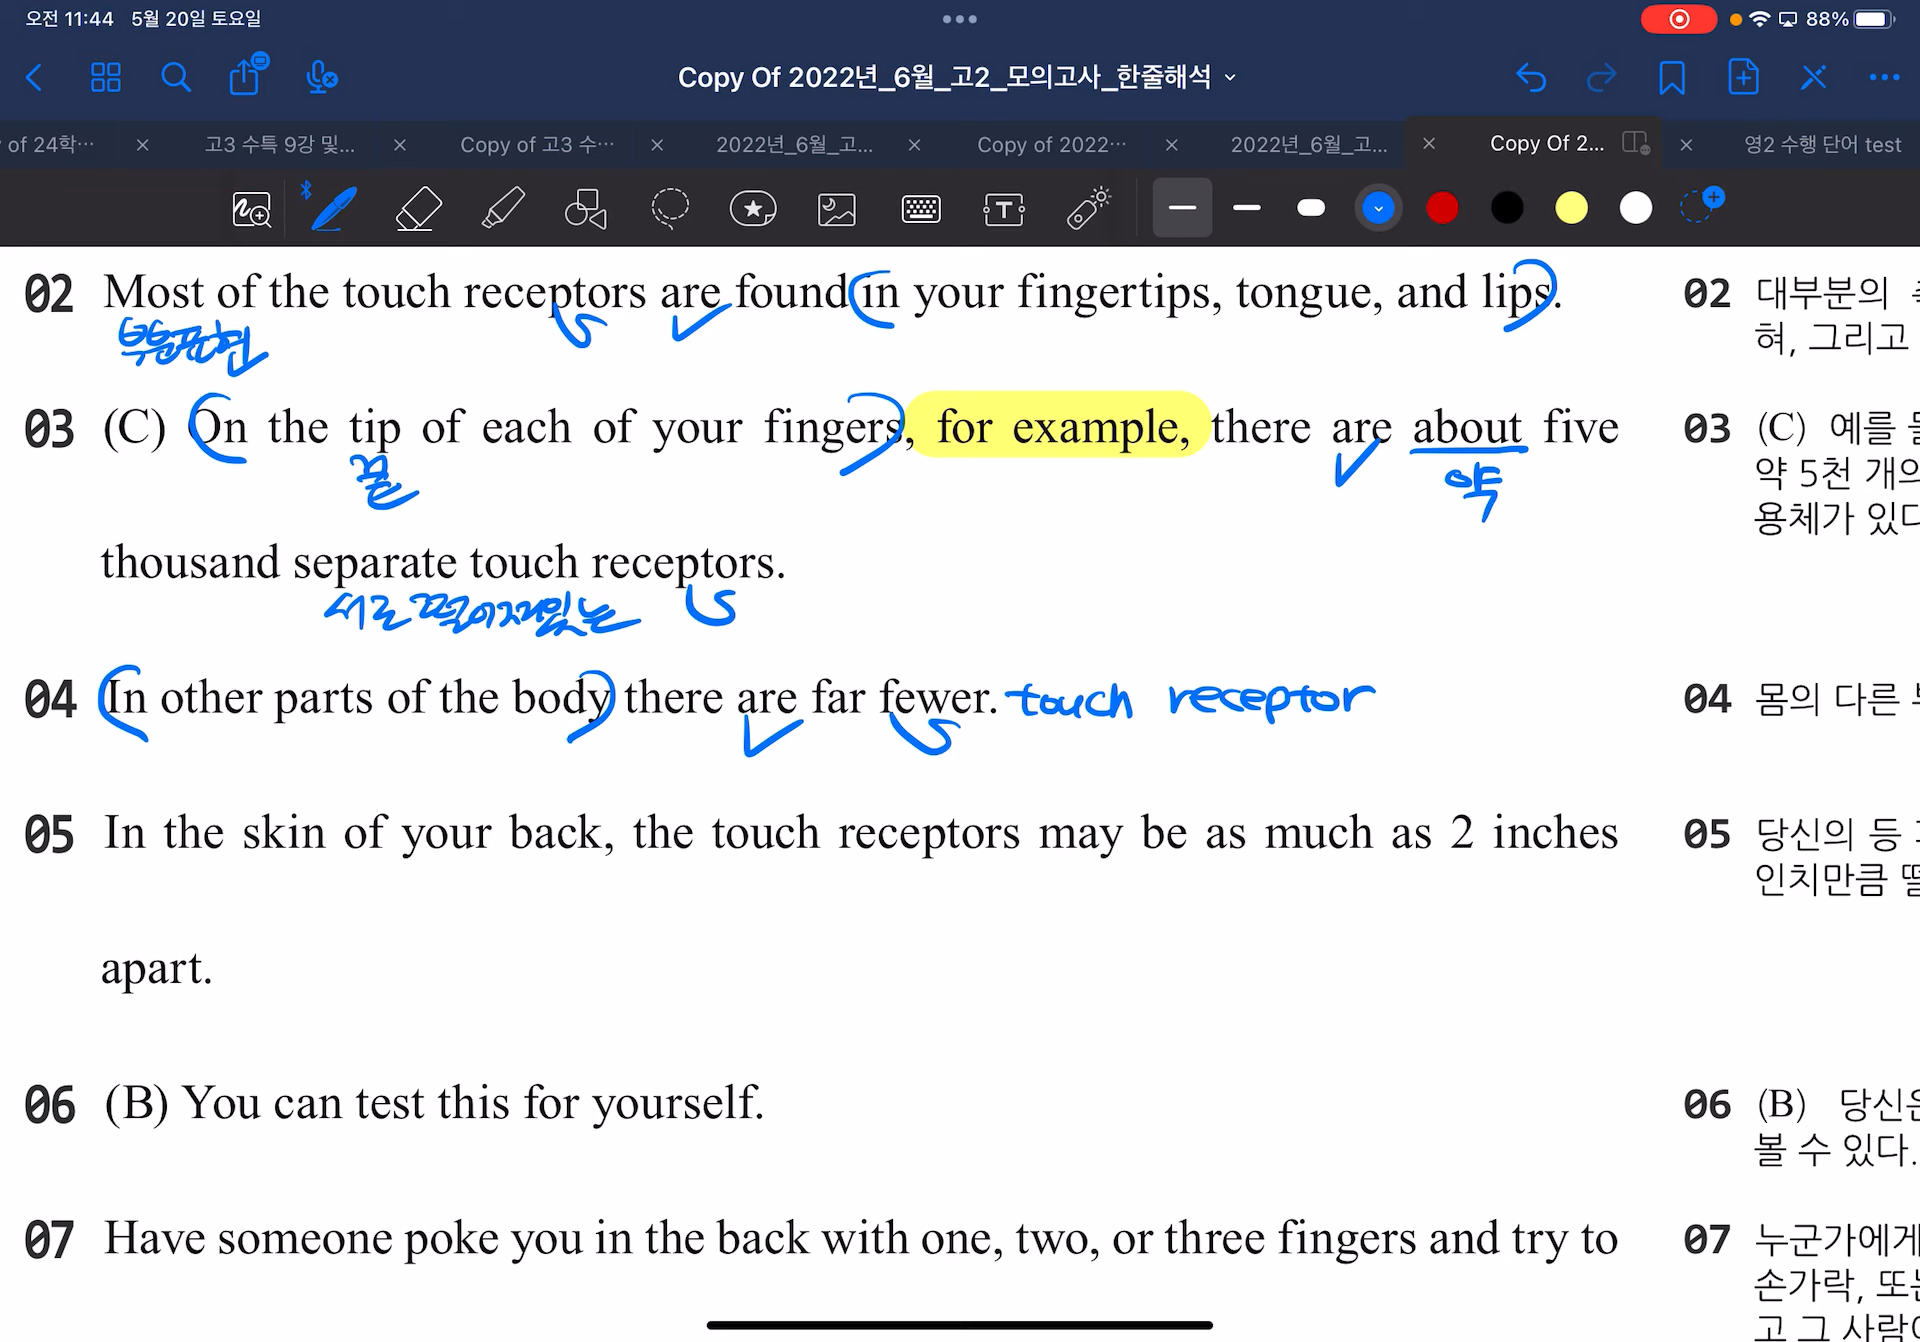 오전 11:44 5월 20일 토요일 88%
Copy Of 2022년_6월_고2_모의고사_한줄해석
of 24학··· 고3 수특 9강 및... Copy of 고3 수··· 2022년_6월_고... Copy of 2022··· 2022년_6월_고... Copy Of 2... 영2 수행 단어 test
02 Most of the touch receptors are found in your fingertips, tongue, and lips. 02 대부분의
부분표현 S 혀, 그리고
03 (C) On the tip of each of your fingers, for example, there are about five 03 (C) 예를
끝 약 약 5천 개의
용체가 있다
thousand separate touch receptors.
서로 떨어져있는 S
04 In other parts of the body there are far fewer. touch receptor 04 몸의 다른
S
05 In the skin of your back, the touch receptors may be as much as 2 inches 05 당신의 등
인치만큼
apart.
06 (B) You can test this for yourself. 06 (B) 당신은
볼 수 있다.
07 Have someone poke you in the back with one, two, or three fingers and try to 07 누군가에게
손가락, 또는
고 그 사람이